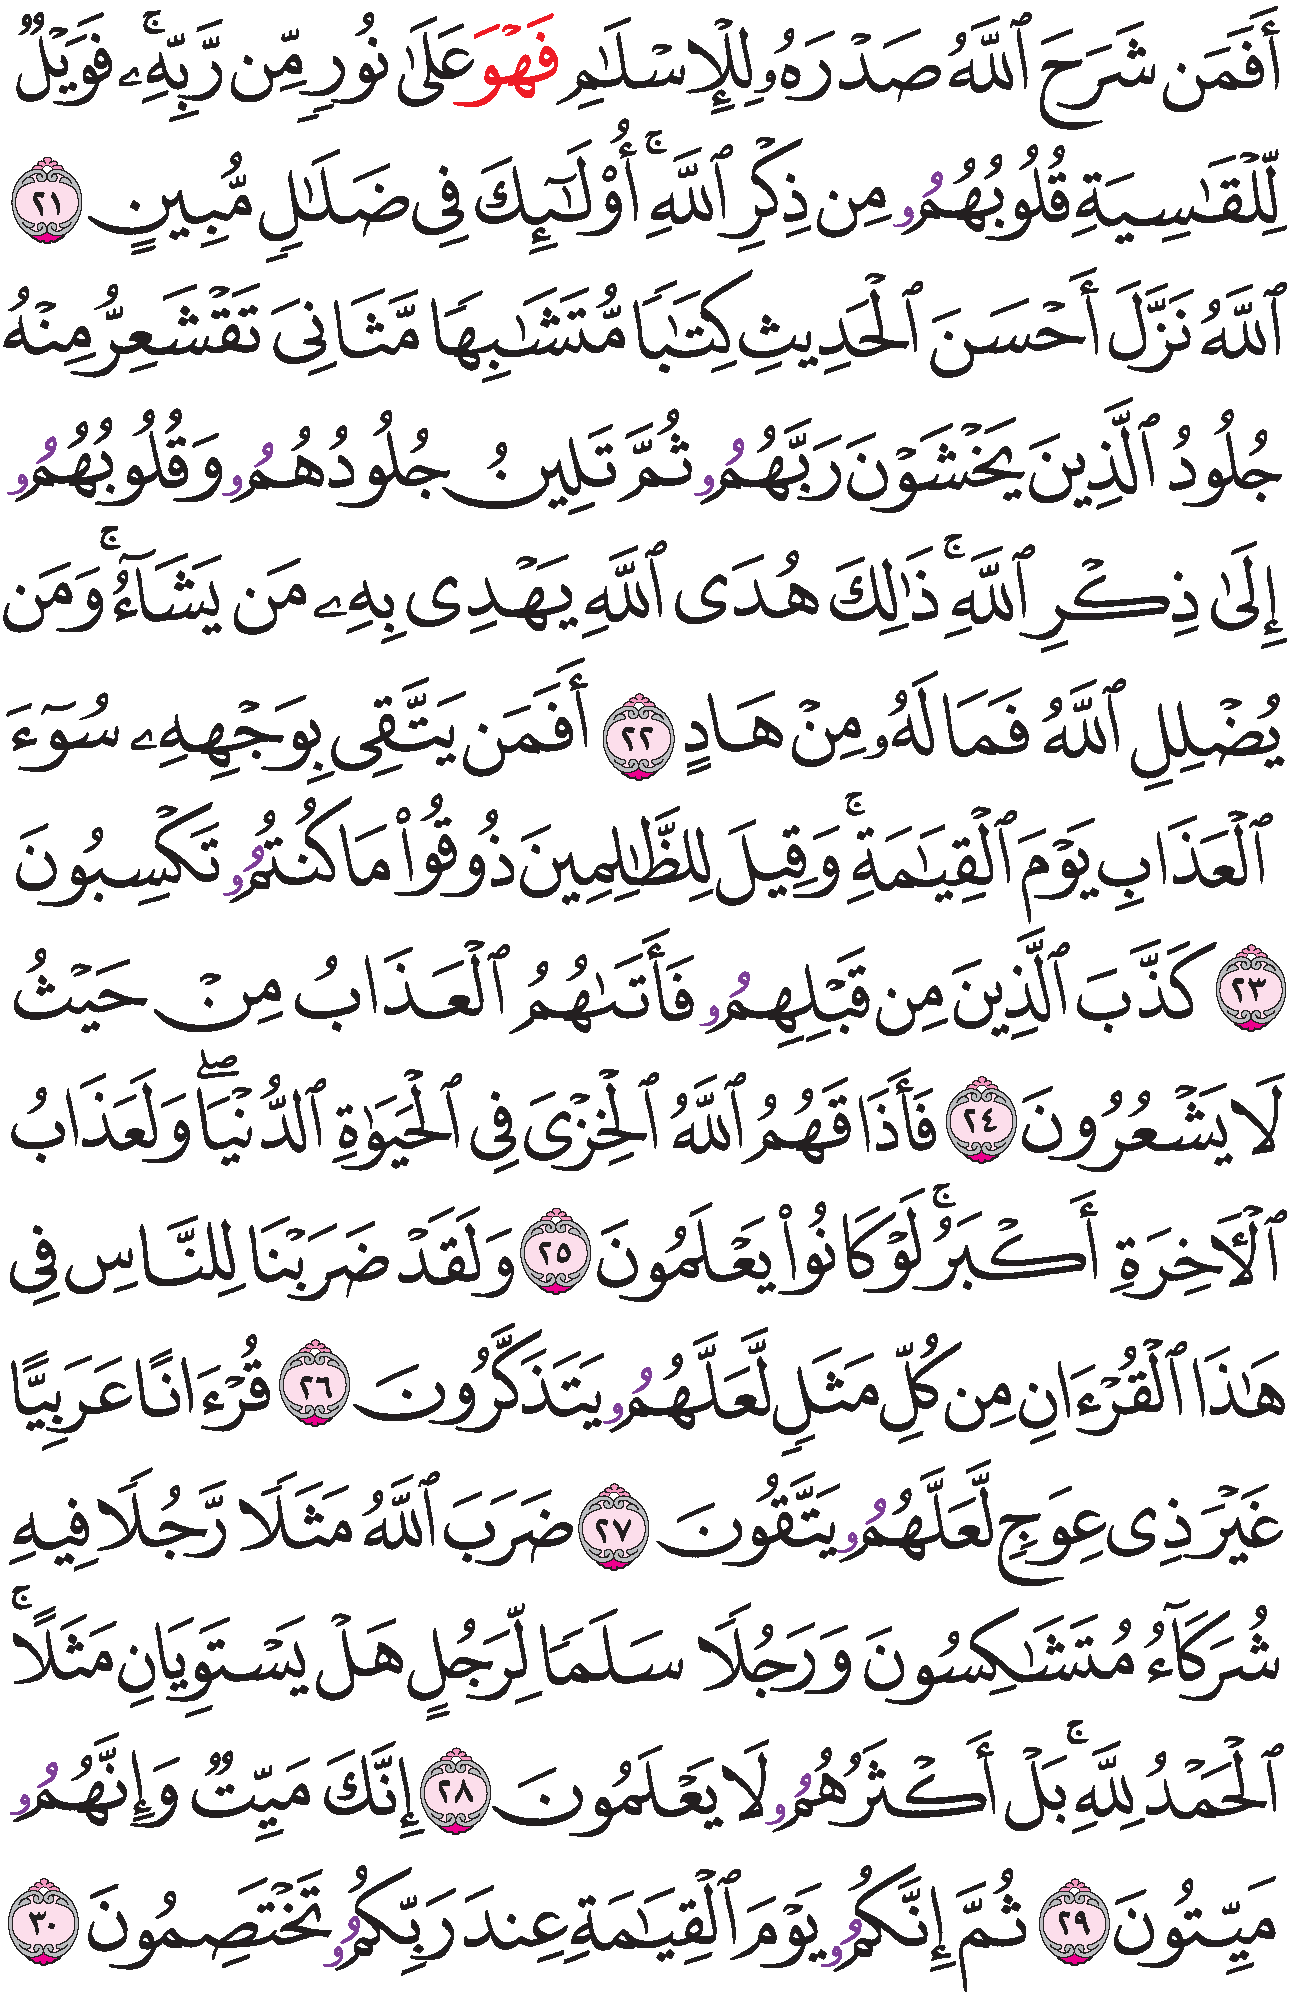 أَفَمَن شَرَحَ ٱللَّهُ صَدْرَهُۥ لِلْإِسْلَٰمِ فَهْوَ عَلَىٰ نُورٍ مِّن رَّبِّهِۦۚ فَوَيْلٌ
لِّلْقَٰسِيَةِ قُلُوبُهُمُۥ مِن ذِكْرِ ٱللَّهِۚ أُوْلَٰٓئِكَ فِى ضَلَٰلٍ مُّبِينٍ ٢١
ٱللَّهُ نَزَّلَ أَحْسَنَ ٱلْحَدِيثِ كِتَٰبًا مُّتَشَٰبِهًا مَّثَانِىَ تَقْشَعِرُّ مِنْهُ
جُلُودُ ٱلَّذِينَ يَخْشَوْنَ رَبَّهُمُۥ ثُمَّ تَلِينُ جُلُودُهُمُۥ وَقُلُوبُهُمُۥ
إِلَىٰ ذِكْرِ ٱللَّهِۚ ذَٰلِكَ هُدَى ٱللَّهِ يَهْدِى بِهِۦ مَن يَشَآءُۚ وَمَن
يُضْلِلِ ٱللَّهُ فَمَا لَهُۥ مِنْ هَادٍ ٢٢ أَفَمَن يَتَّقِى بِوَجْهِهِۦ سُوٓءَ
ٱلْعَذَابِ يَوْمَ ٱلْقِيَٰمَةِۚ وَقِيلَ لِلظَّٰلِمِينَ ذُوقُوا۟ مَا كُنتُمُۥ تَكْسِبُونَ
٢٣ كَذَّبَ ٱلَّذِينَ مِن قَبْلِهِمُۥ فَأَتَىٰهُمُ ٱلْعَذَابُ مِنْ حَيْثُ
لَا يَشْعُرُونَ ٢٤ فَأَذَاقَهُمُ ٱللَّهُ ٱلْخِزْىَ فِى ٱلْحَيَوٰةِ ٱلدُّنْيَاۖ وَلَعَذَابُ
ٱلْأَخِرَةِ أَكْبَرُۚ لَوْ كَانُوا۟ يَعْلَمُونَ ٢٥ وَلَقَدْ ضَرَبْنَا لِلنَّاسِ فِى
هَٰذَا ٱلْقُرْءَانِ مِن كُلِّ مَثَلٍ لَّعَلَّهُمُۥ يَتَذَكَّرُونَ ٢٦ قُرْءَانًا عَرَبِيًّا
غَيْرَ ذِى عِوَجٍ لَّعَلَّهُمُۥ يَتَّقُونَ ٢٧ ضَرَبَ ٱللَّهُ مَثَلًا رَّجُلًا فِيهِ
شُرَكَآءُ مُتَشَٰكِسُونَ وَرَجُلًا سَلَمًا لِّرَجُلٍ هَلْ يَسْتَوِيَانِ مَثَلًاۚ
ٱلْحَمْدُ لِلَّهِۚ بَلْ أَكْثَرُهُمُۥ لَا يَعْلَمُونَ ٢٨ إِنَّكَ مَيِّتٌ وَإِنَّهُمُۥ
مَيِّتُونَ ٢٩ ثُمَّ إِنَّكُمُۥ يَوْمَ ٱلْقِيَٰمَةِ عِندَ رَبِّكُمُۥ تَخْتَصِمُونَ ٣٠